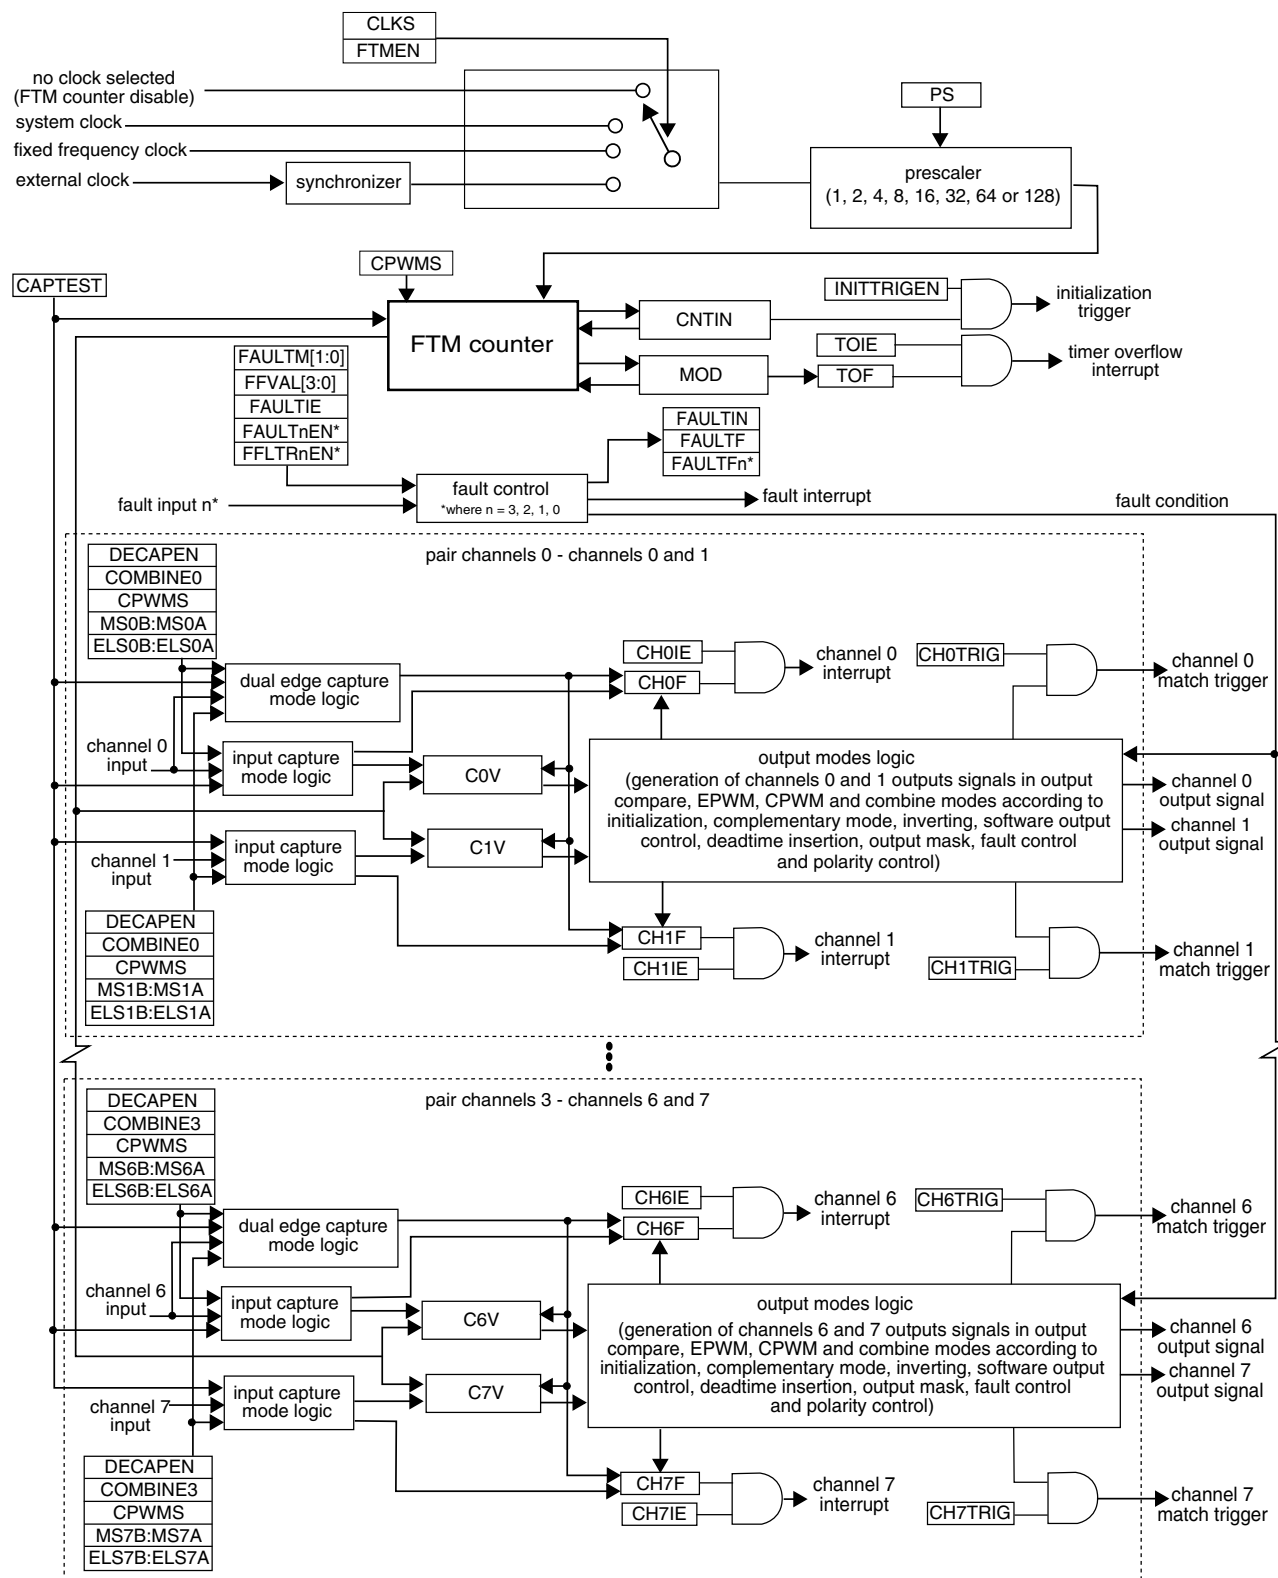 CLKS
FTMEN
no clock selected
(FTM counter disable)
system clock
fixed frequency clock
external clock
synchronizer
PS
prescaler
(1, 2, 4, 8, 16, 32, 64 or 128)
CPWMS
CAPTEST
FTM counter
CNTIN
MOD
INITTRIGEN
initialization
trigger
TOIE
TOF
timer overflow
interrupt
FAULTM[1:0]
FFVAL[3:0]
FAULTIE
FAULTnEN*
FFLTRnEN*
FAULTIN
FAULTF
FAULTFn*
fault input n*
fault control
*where n = 3, 2, 1, 0
fault interrupt
fault condition
pair channels 0 - channels 0 and 1
DECAPEN
COMBINE0
CPWMS
MS0B:MS0A
ELS0B:ELS0A
dual edge capture
mode logic
CH0IE
CH0F
channel 0
interrupt
CH0TRIG
channel 0
match trigger
channel 0
input
input capture
mode logic
C0V
output modes logic
(generation of channels 0 and 1 outputs signals in output
compare, EPWM, CPWM and combine modes according to
initialization, complementary mode, inverting, software output
control, deadtime insertion, output mask, fault control
and polarity control)
channel 0
output signal
channel 1
output signal
channel 1
input
input capture
mode logic
C1V
DECAPEN
COMBINE0
CPWMS
MS1B:MS1A
ELS1B:ELS1A
CH1F
CH1IE
channel 1
interrupt
CH1TRIG
channel 1
match trigger
pair channels 3 - channels 6 and 7
DECAPEN
COMBINE3
CPWMS
MS6B:MS6A
ELS6B:ELS6A
dual edge capture
mode logic
CH6IE
CH6F
channel 6
interrupt
CH6TRIG
channel 6
match trigger
channel 6
input
input capture
mode logic
C6V
output modes logic
(generation of channels 6 and 7 outputs signals in output
compare, EPWM, CPWM and combine modes according to
initialization, complementary mode, inverting, software output
control, deadtime insertion, output mask, fault control
and polarity control)
channel 6
output signal
channel 7
output signal
channel 7
input
input capture
mode logic
C7V
DECAPEN
COMBINE3
CPWMS
MS7B:MS7A
ELS7B:ELS7A
CH7F
CH7IE
channel 7
interrupt
CH7TRIG
channel 7
match trigger